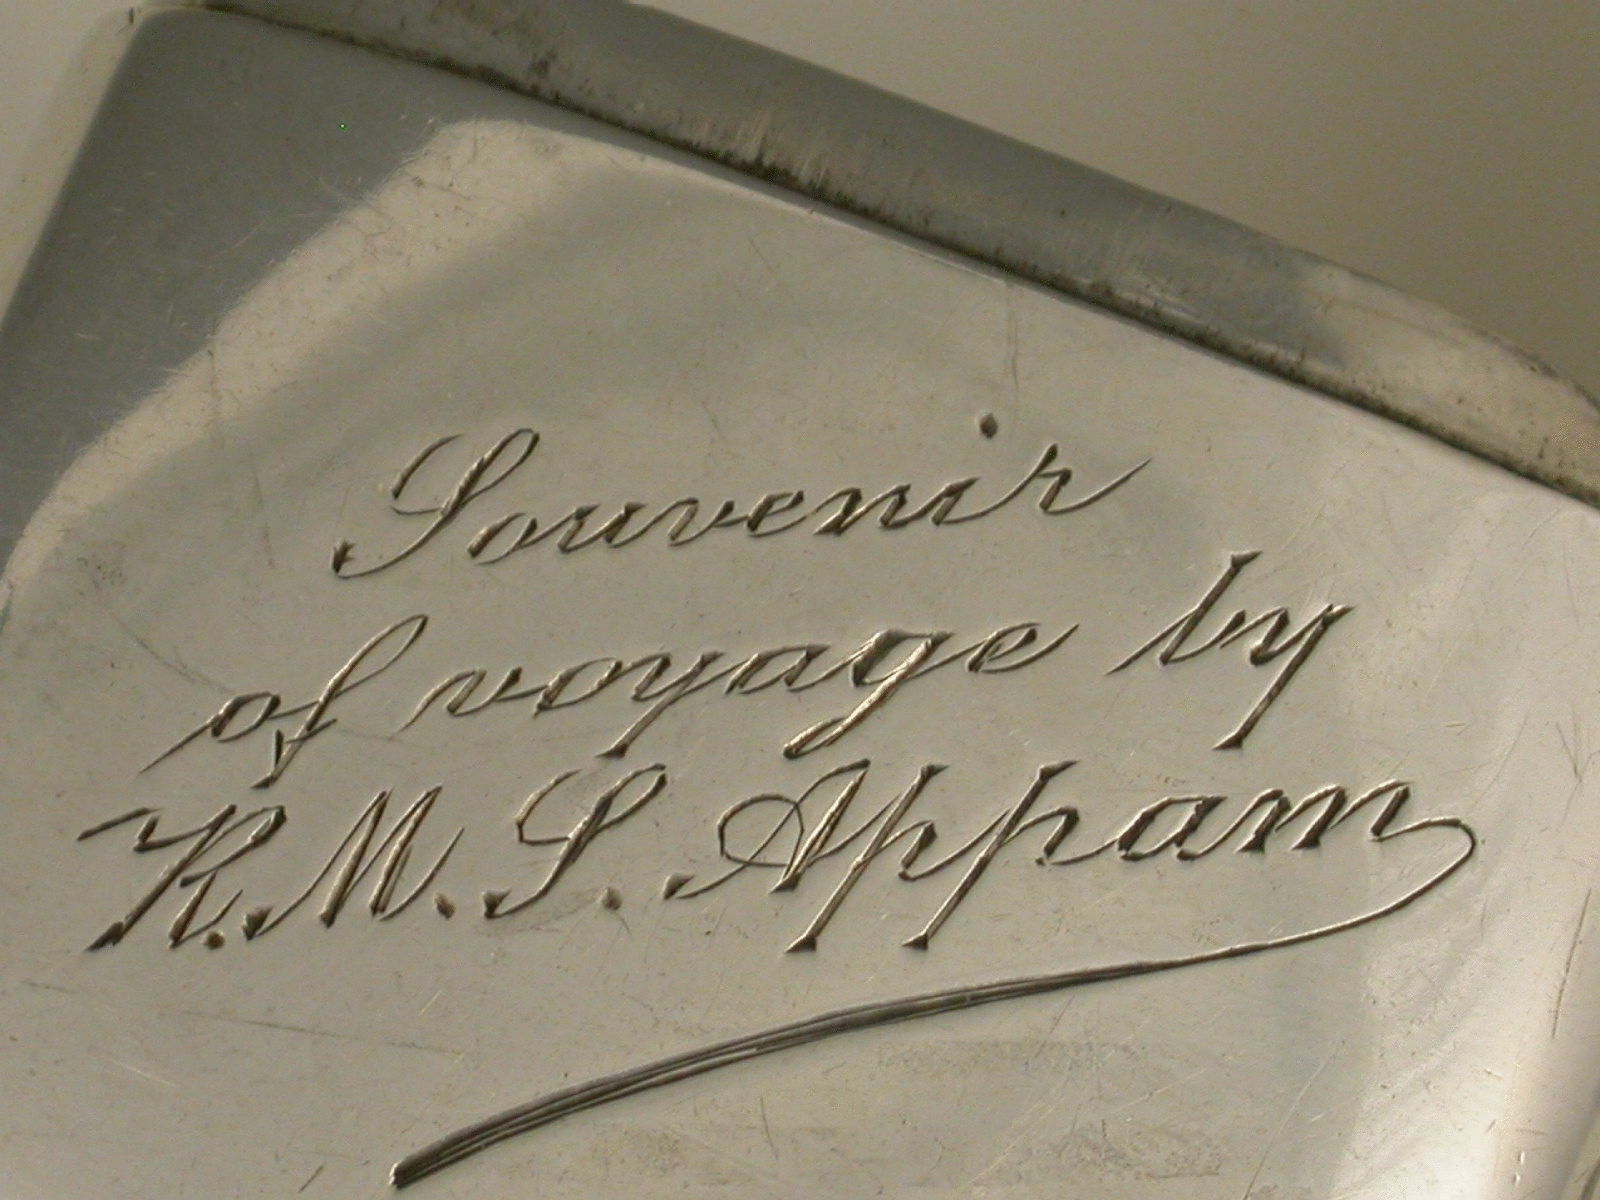 Souvenir
of voyage by
R.M.S. Appam